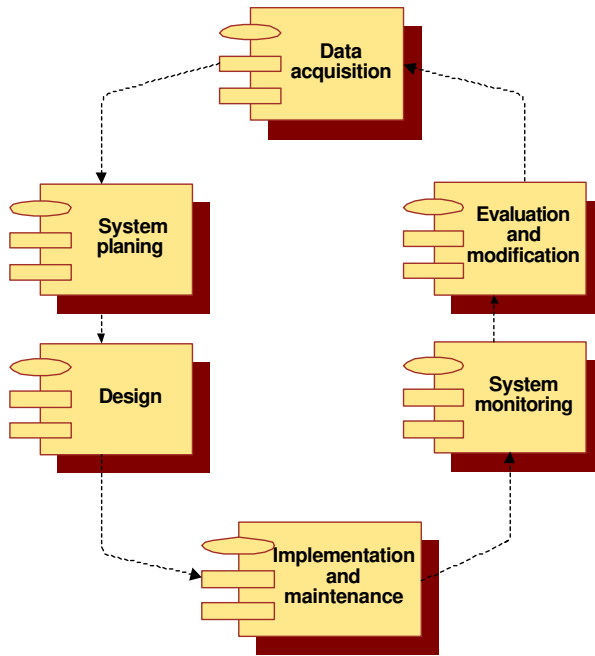 Data
acquisition
System
planing
Evaluation
and
modification
Design
System
monitoring
Implementation
and
maintenance